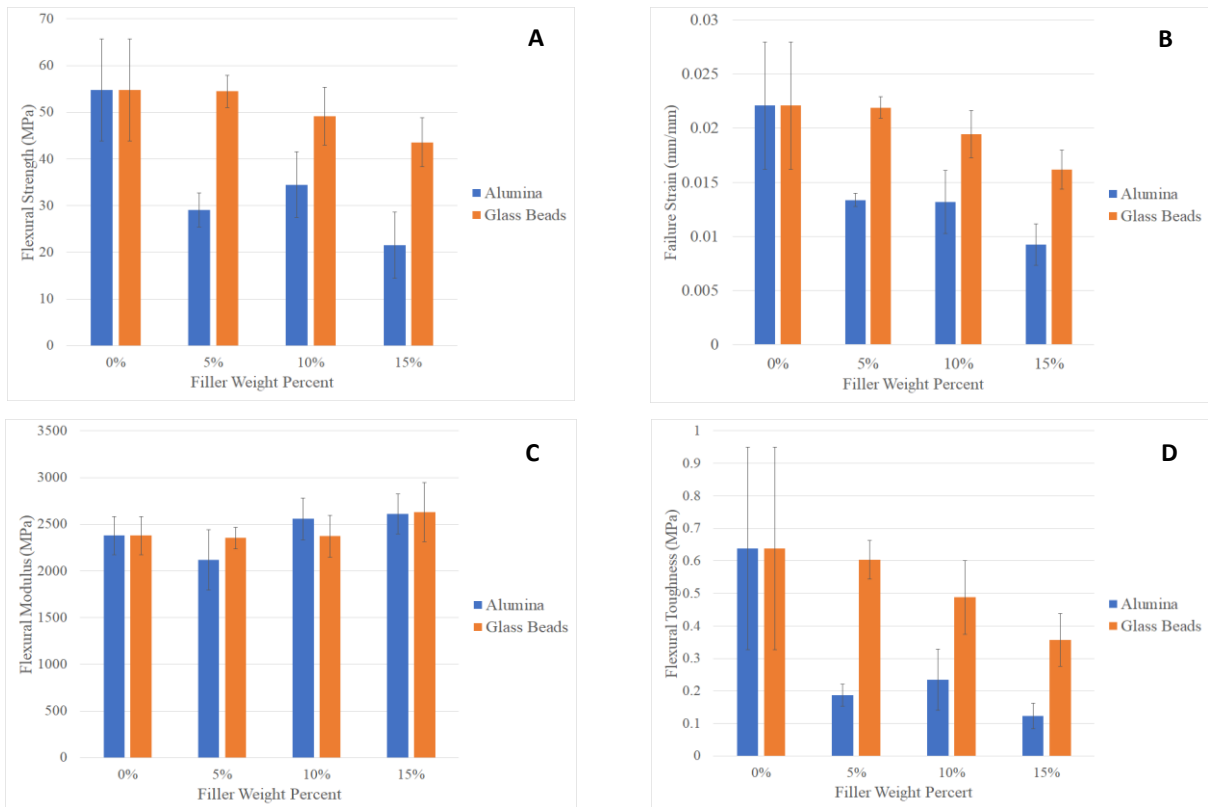 A
Flexural Strength (MPa)
70
60
50
40
30
20
10
0
0% 5% 10% 15%
Filler Weight Percent
Alumina
Glass Beads
B
Failure Strain (mm/mm)
0.03
0.025
0.02
0.015
0.01
0.005
0
0% 5% 10% 15%
Filler Weight Percent
Alumina
Glass Beads
C
Flexural Modulus (MPa)
3500
3000
2500
2000
1500
1000
500
0
0% 5% 10% 15%
Filler Weight Percent
Alumina
Glass Beads
D
Flexural Toughness (MPa)
1
0.9
0.8
0.7
0.6
0.5
0.4
0.3
0.2
0.1
0
0% 5% 10% 15%
Filler Weight Percert
Alumina
Glass Beads